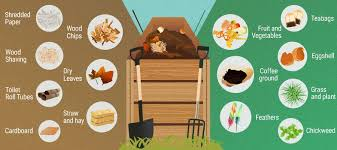 Shredded
Paper
Wood
Chips
Wood
Shaving
Dry
Leaves
Toilet
Roll Tubes
Straw and hay
Cardboard
Fruit and
Vegetables
Teabags
Eggshell
Coffee
ground
Grass
and plant
Feathers
Chickweed